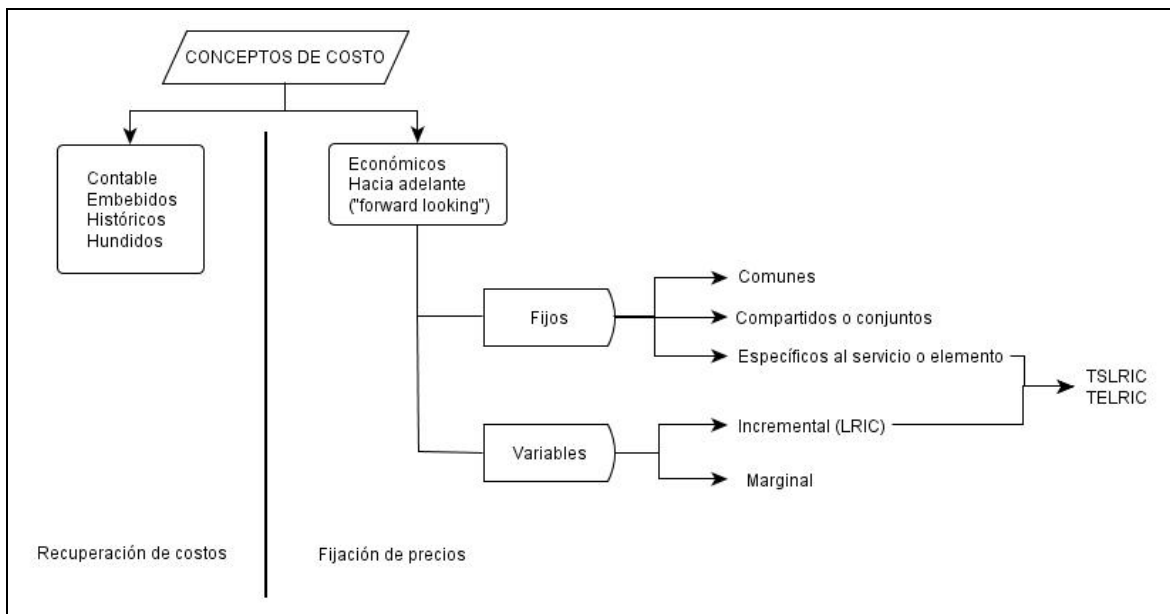 CONCEPTOS DE COSTO
Contable
Embebidos
Históricos
Hundidos
Económicos
Hacia adelante
("forward looking")
Fijos
Comunes
Compartidos o conjuntos
Específicos al servicio o elemento
TSLRIC
TELRIC
Variables
Incremental (LRIC)
Marginal
Recuperación de costos
Fijación de precios